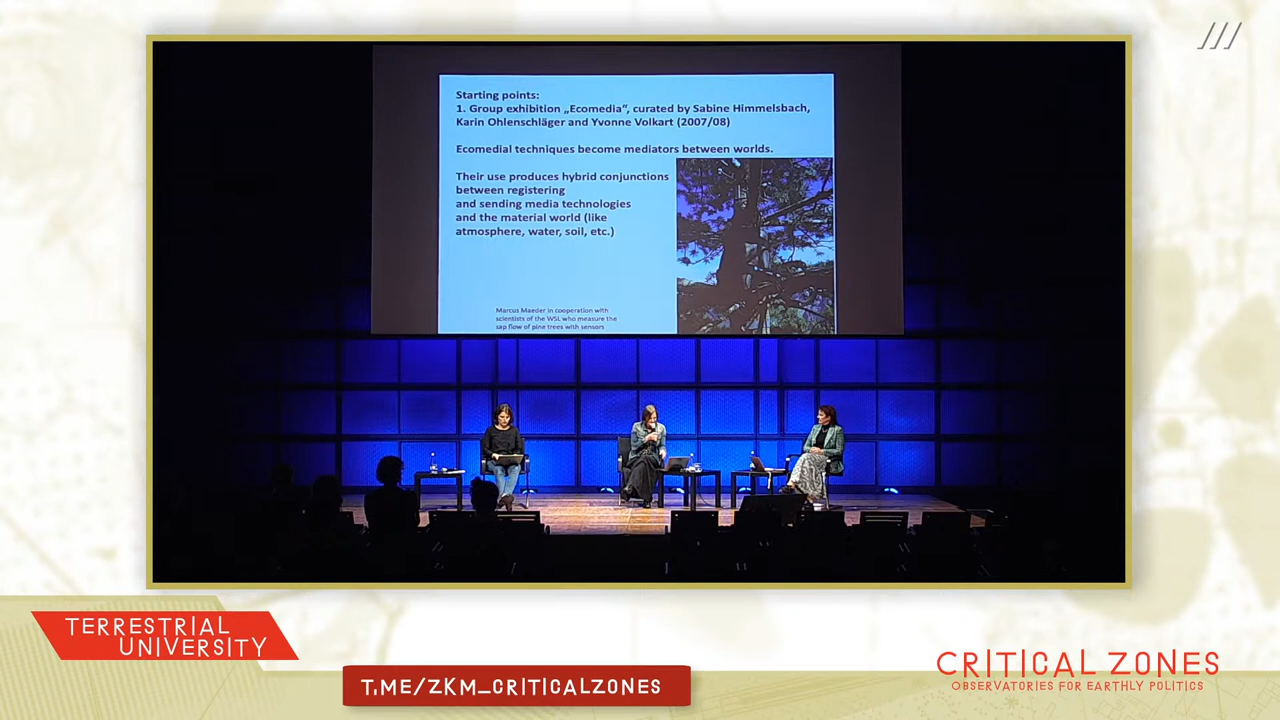 ///
Starting points:
1. Group exhibition „Ecomedia“, curated by Sabine Himmelsbach,
Karin Ohlenschläger and Yvonne Volkart (2007/08)
Ecomedial techniques become mediators between worlds.
Their use produces hybrid conjunctions
between registering
and sending media technologies
and the material world (like
atmosphere, water, soil, etc.)
Marcus Maeder in cooperation with
scientists of the WSL who measure the
sap flow of pine trees with sensors
TERRESTRIAL
UNIVERSITY
T.ME/ZKM_CRITICALZONES
CRITICAL ZONES
OBSERVATORIES FOR EARTHLY POLITICS